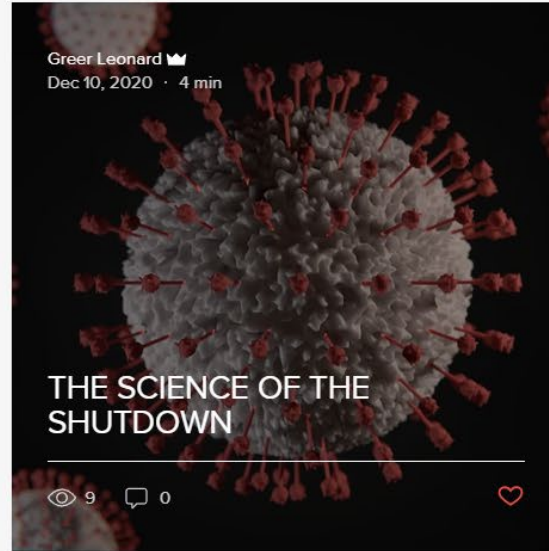 Greer Leonard
Dec 10, 2020 · 4 min
THE SCIENCE OF THE
SHUTDOWN
9 0